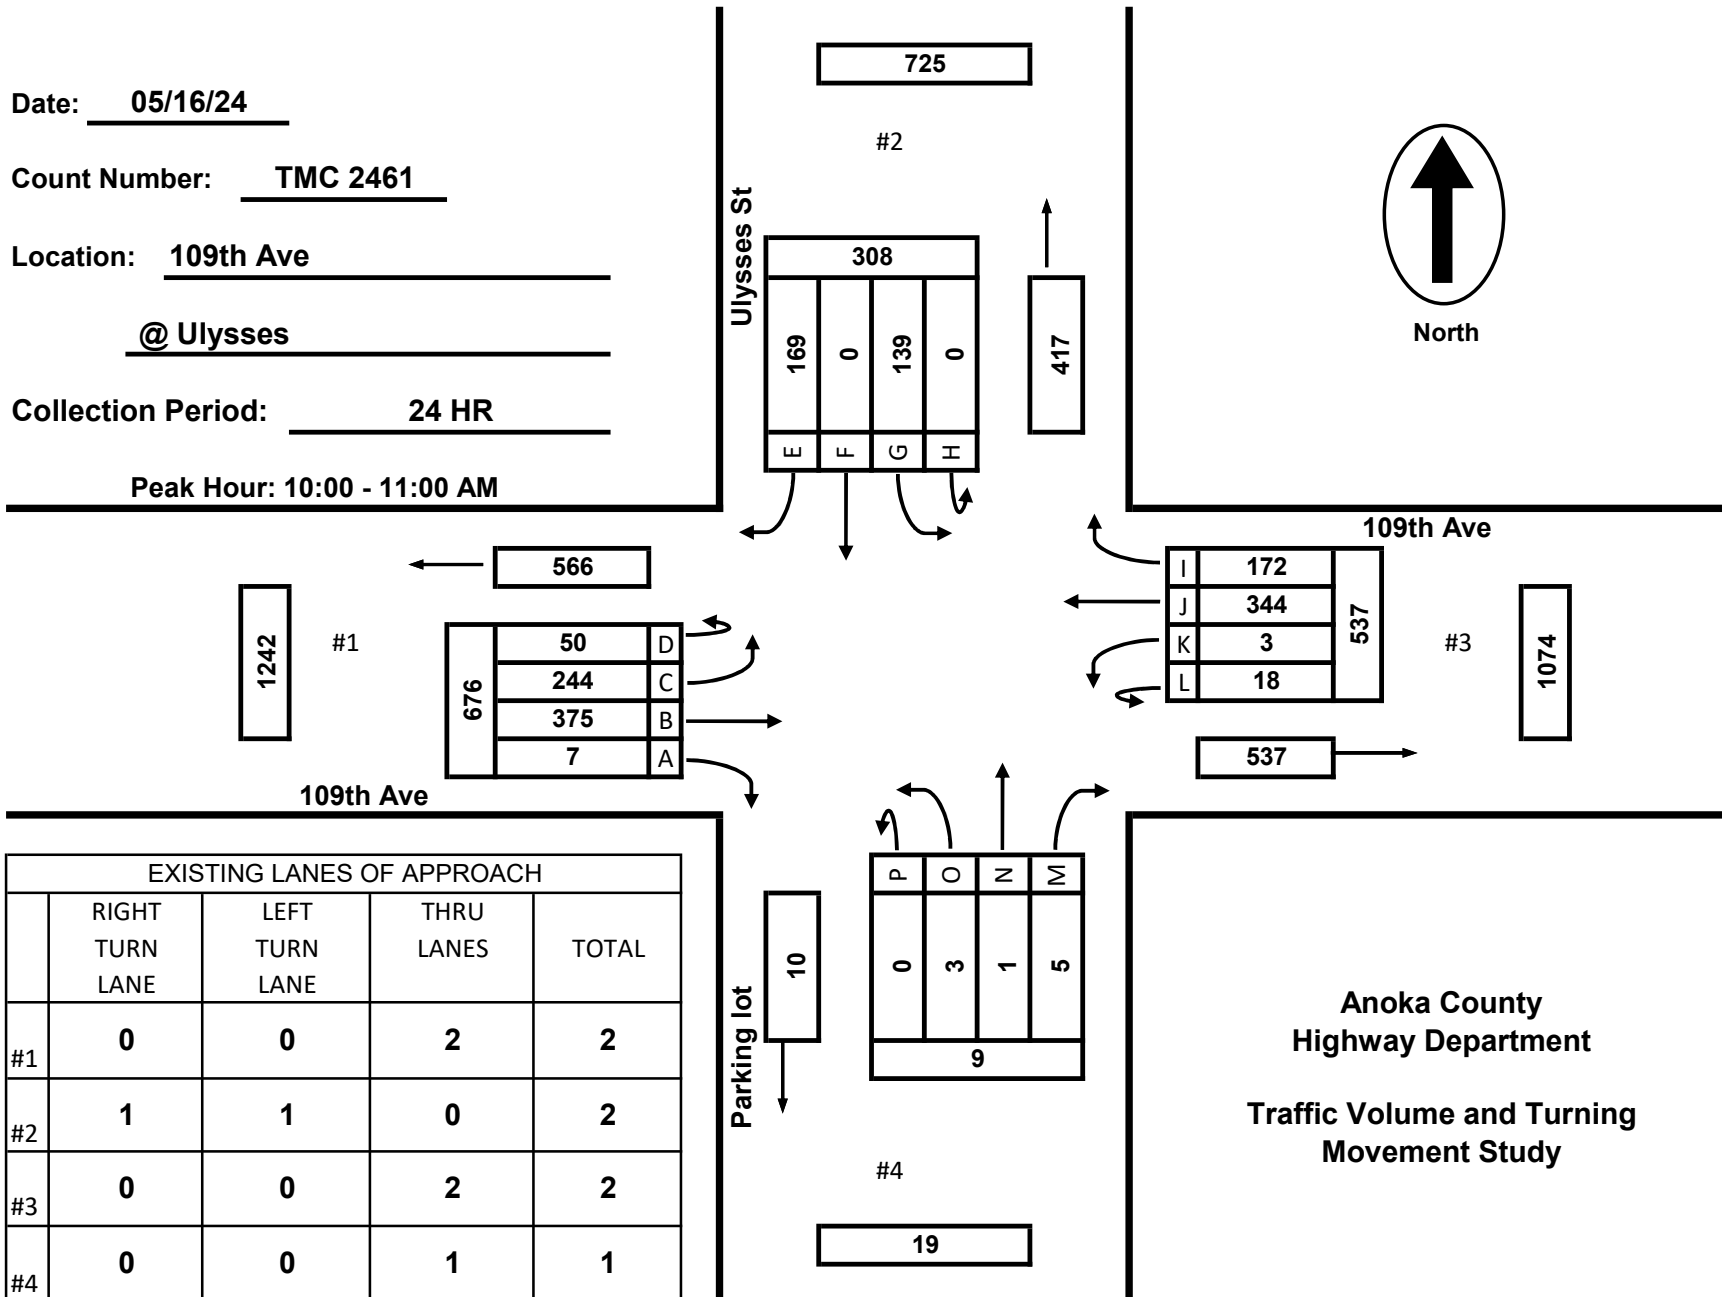 Date: 05/16/24
Count Number: TMC 2461
Location: 109th Ave
@ Ulysses
Collection Period: 24 HR
Peak Hour: 10:00 - 11:00 AM
725
#2
Ulysses St
308
169 0 139 0
E F G H
417
North
109th Ave
566
1242
#1
676
50 D
244 C
375 B
7 A
109th Ave
I 172
J 344
K 3
L 18
537
#3
1074
537
EXISTING LANES OF APPROACH
RIGHT TURN LANE
LEFT TURN LANE
THRU LANES
TOTAL
#1 0 0 2 2
#2 1 1 0 2
#3 0 0 2 2
#4 0 0 1 1
Parking lot
10
P O N M
0 3 1 5
9
#4
19
Anoka County
Highway Department
Traffic Volume and Turning
Movement Study